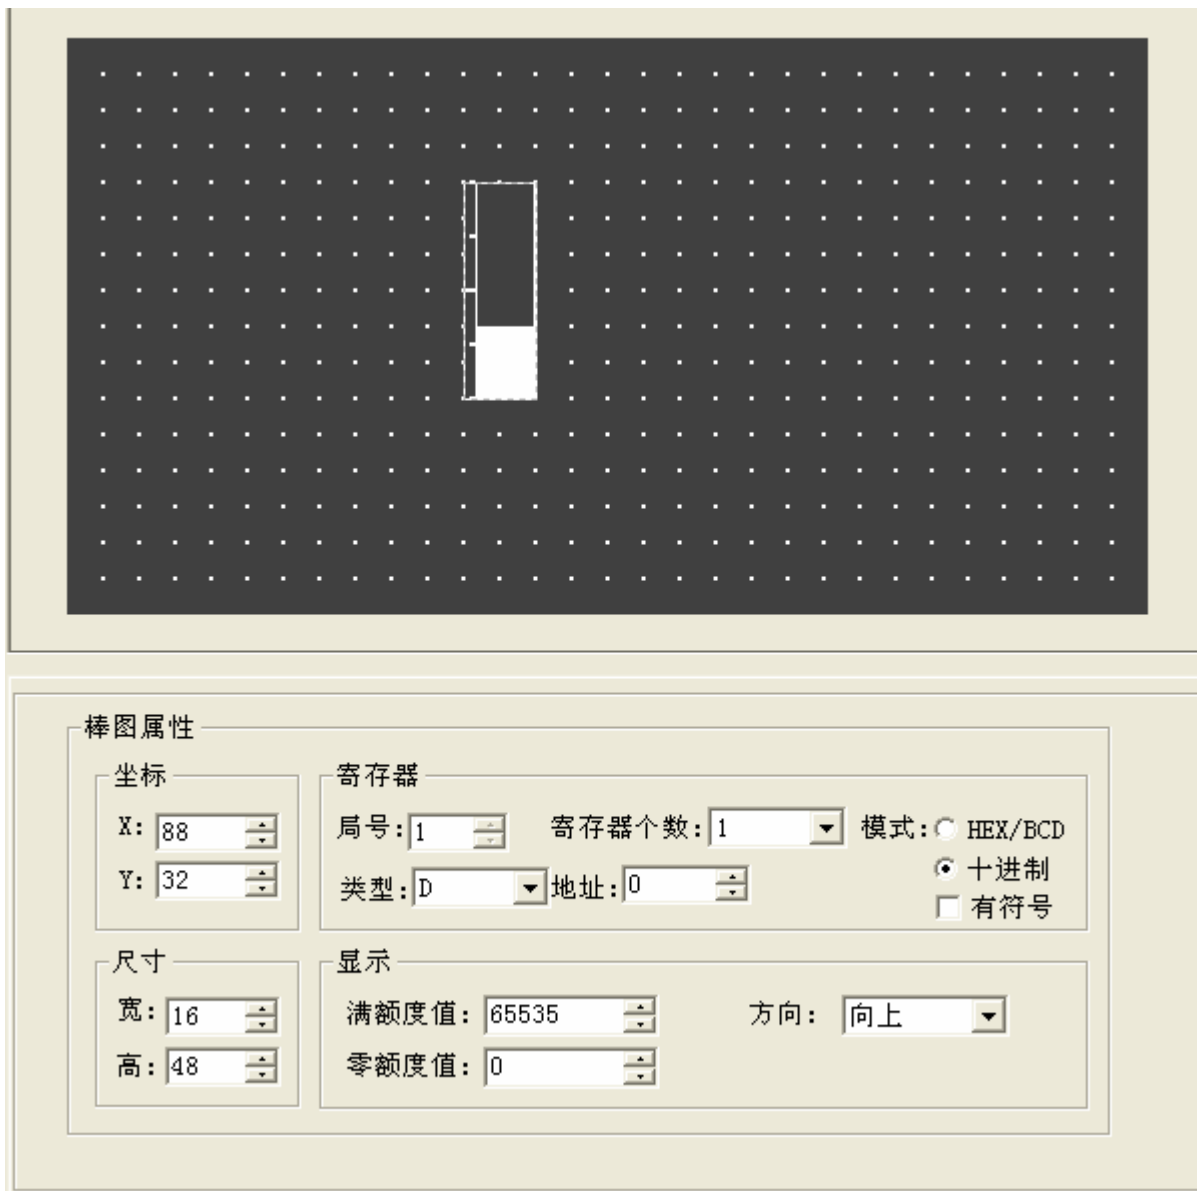 棒图属性
坐标
X: 88
Y: 32
寄存器
局号: 1 寄存器个数: 1 模式: HEX/BCD
十进制
类型: D 地址: 0
有符号
尺寸
宽: 16
高: 48
显示
满额度值: 65535 方向: 向上
零额度值: 0